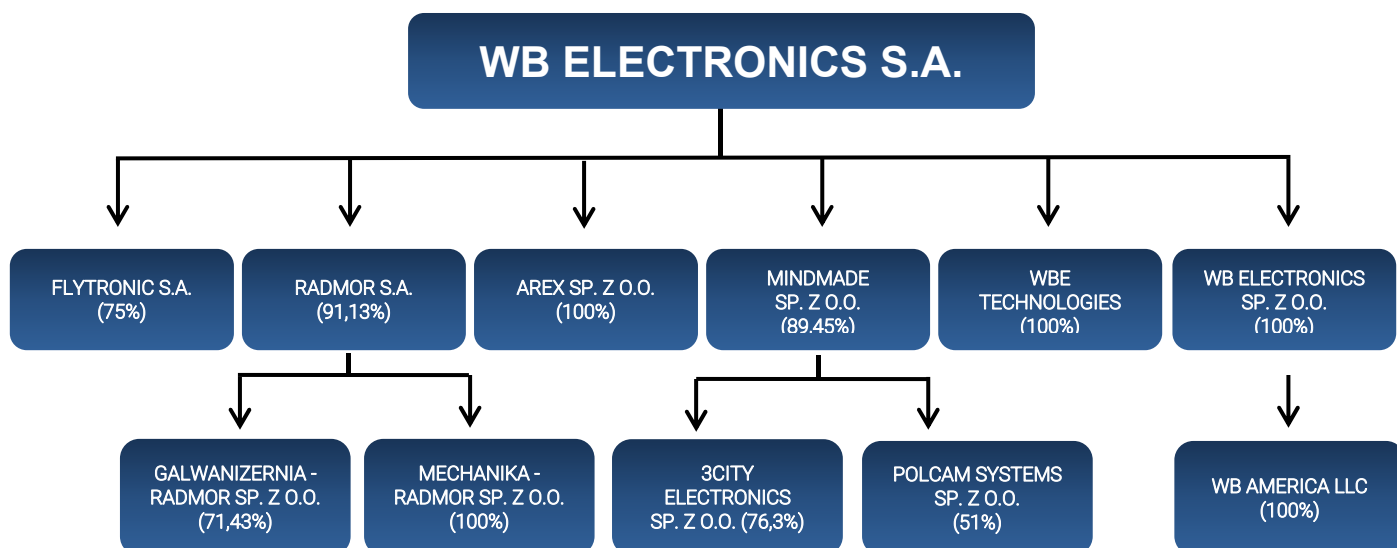 WB ELECTRONICS S.A.
FLYTRONIC S.A.
(75%)
RADMOR S.A.
(91,13%)
AREX SP. Z O.O.
(100%)
MINDMADE
SP. Z O.O.
(89.45%)
WBE
TECHNOLOGIES
(100%)
WB ELECTRONICS
SP. Z O.O.
(100%)
GALWANIZERNIA -
RADMOR SP. Z O.O.
(71,43%)
MECHANIKA -
RADMOR SP. Z O.O.
(100%)
3CITY
ELECTRONICS
SP. Z O.O. (76,3%)
POLCAM SYSTEMS
SP. Z O.O.
(51%)
WB AMERICA LLC
(100%)